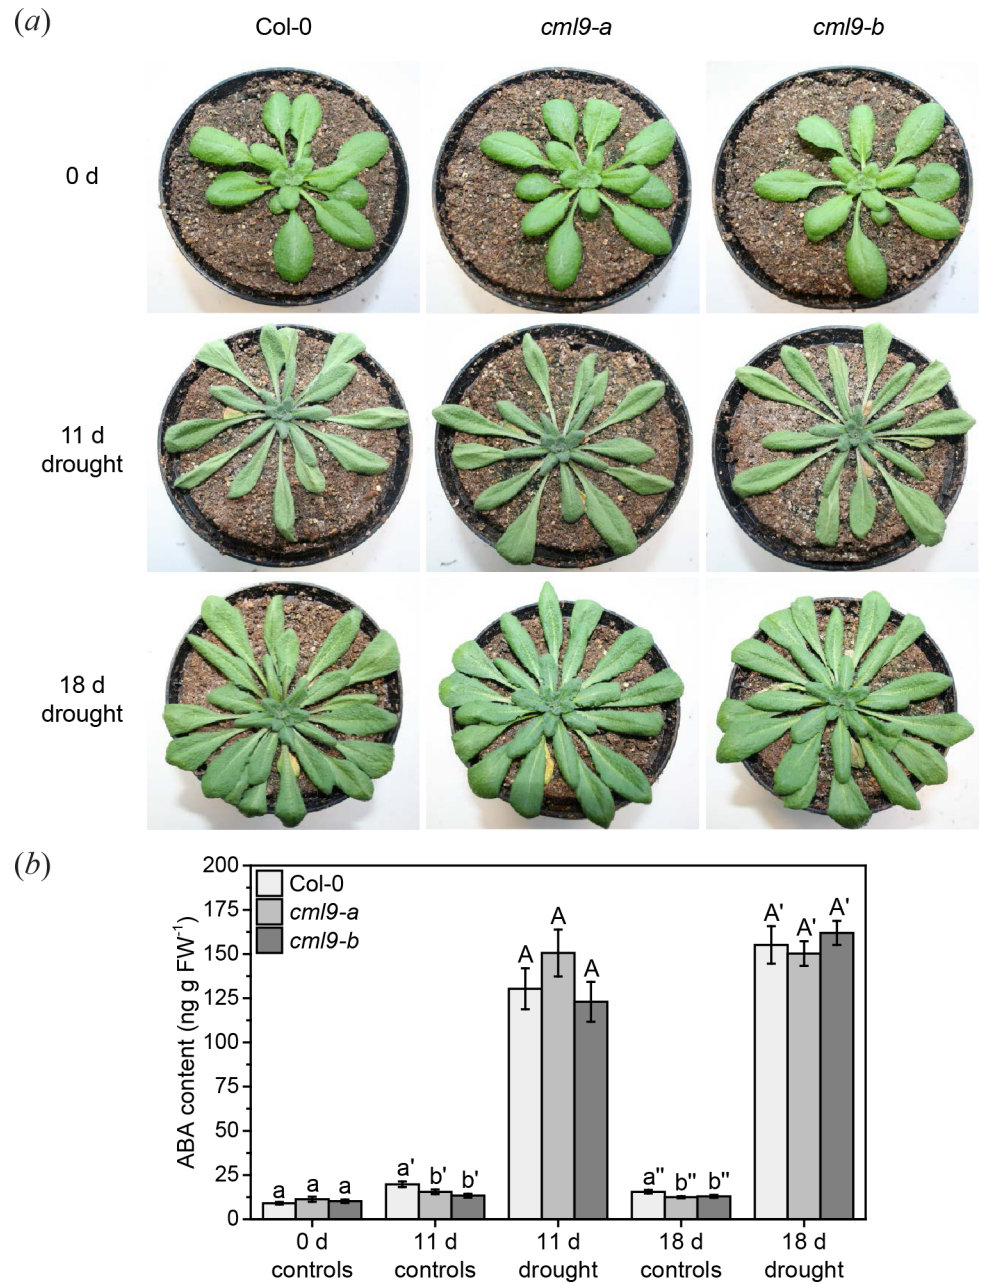 (a)
Col-0 cml9-a cml9-b
0 d
11 d
drought
18 d
drought
(b)
200
175
150
125
100
75
50
25
0
ABA content (ng g FW⁻¹)
Col-0
cml9-a
cml9-b
a a a
a' b' b'
A A A
a'' b'' b''
A' A' A'
0 d 11 d 11 d 18 d 18 d
controls controls drought controls drought